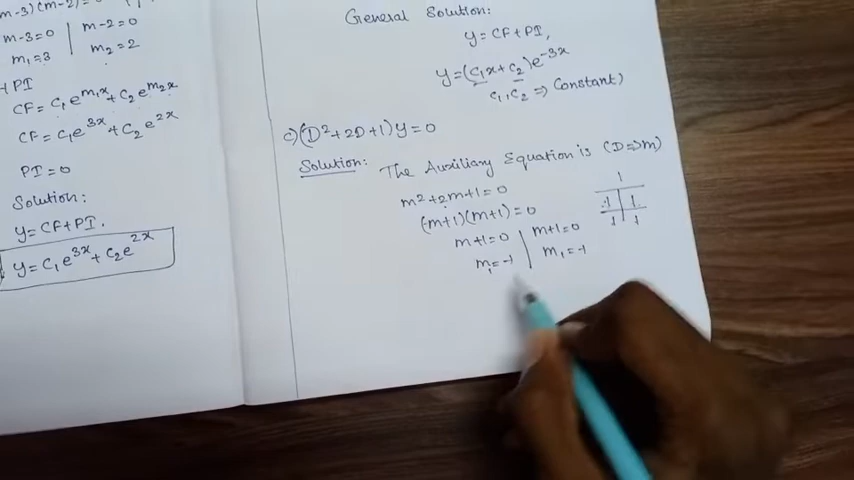 m-3)(m-2)=0
m-3=0 | m-2=0
m₁=3 | m₂=2
+PI
CF=C₁e^m₁x+C₂e^m₂x
CF=C₁e^3x+C₂e^2x
PI=0
Solution:
y=CF+PI.
y=C₁e^3x+C₂e^2x
General Solution:
y=CF+PI,
y=(C₁x+C₂)e^-3x
C₁,C₂ ⇒ Constant)
c)(D²+2D+1)y=0
Solution: The Auxiliary Equation is (D⇒m)
m²+2m+1=0
(m+1)(m+1)=0
m+1=0 | m+1=0
m₁=-1 | m₁=-1
1
1 | 1
1 | 1